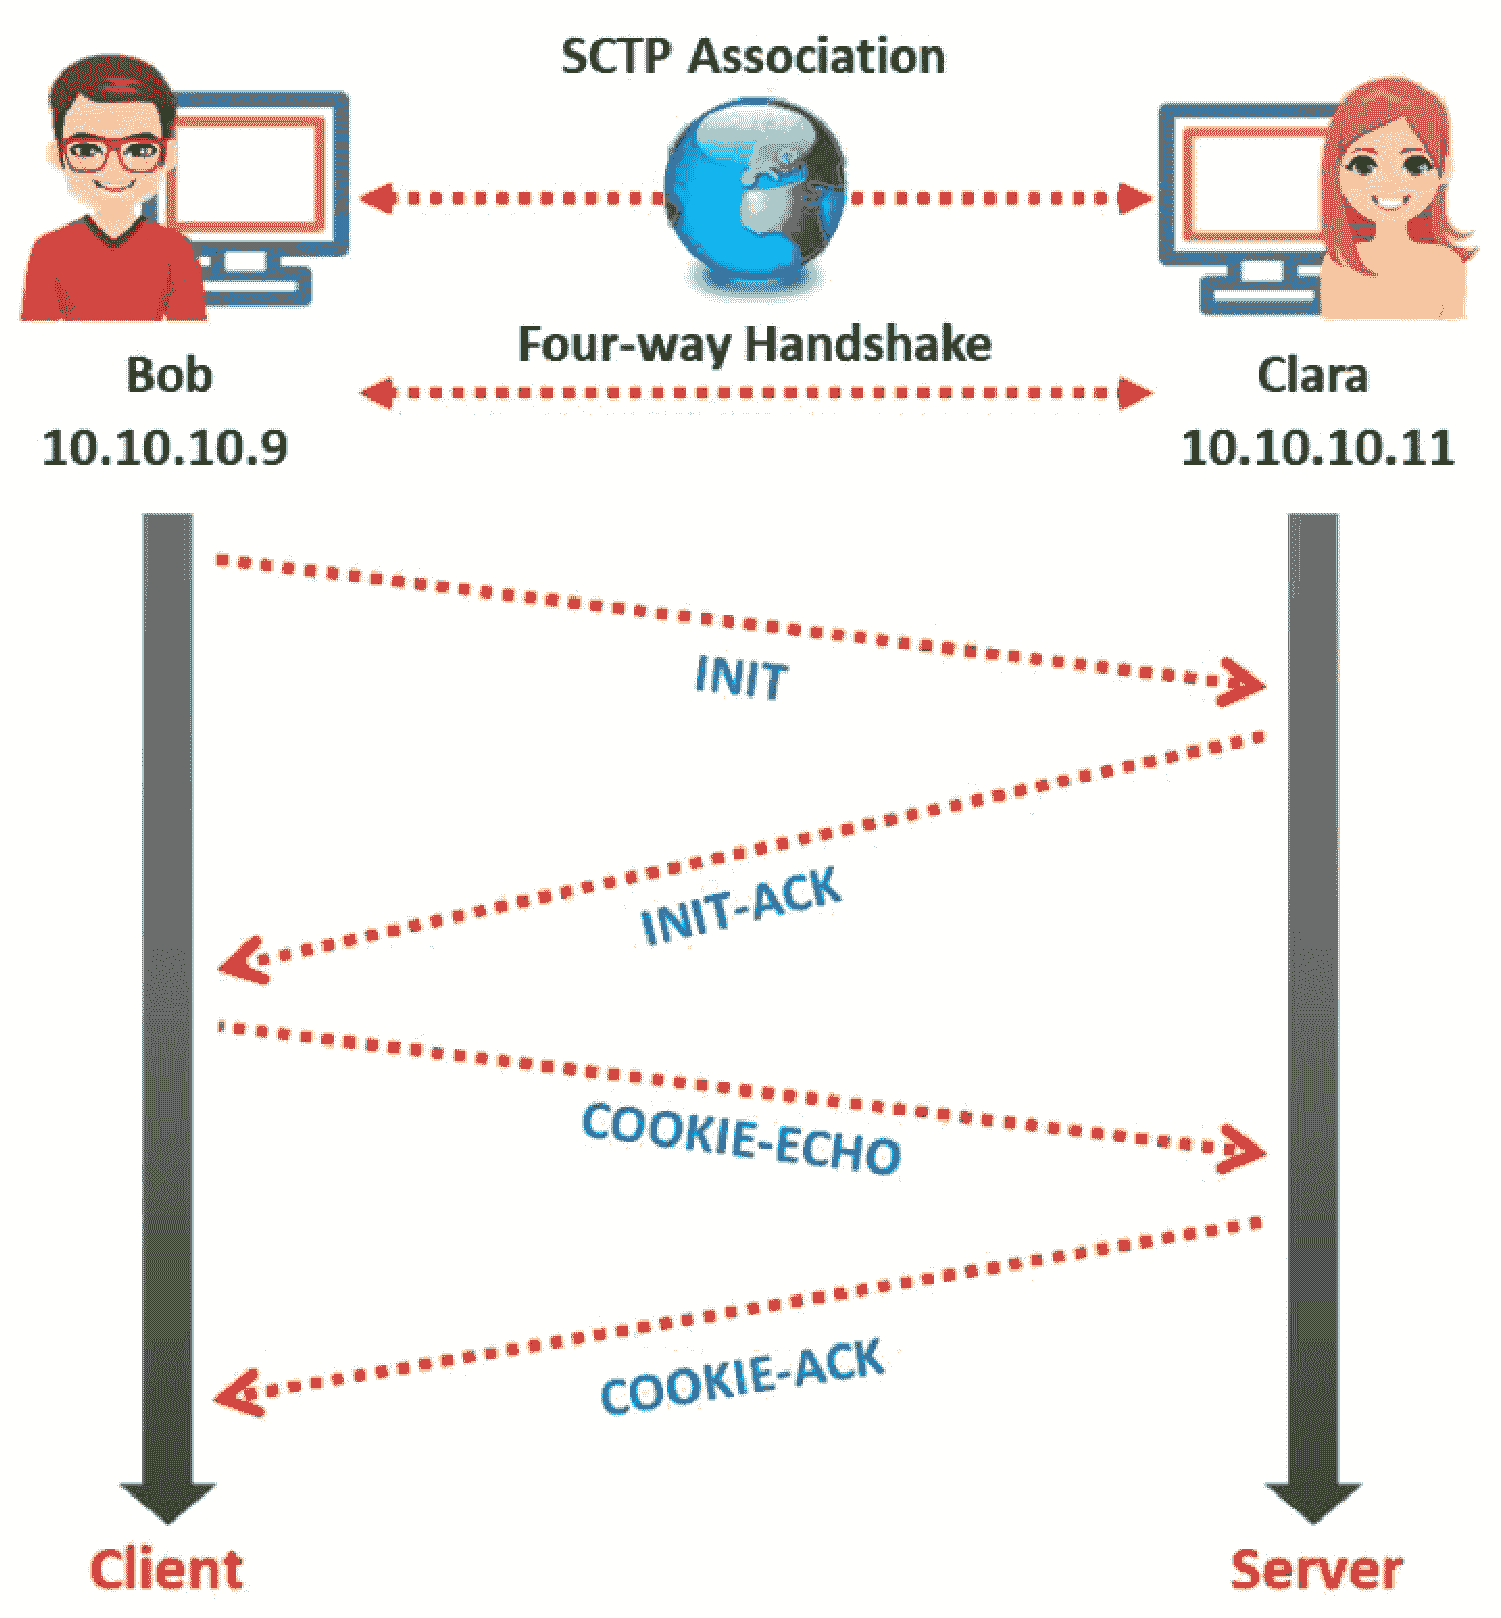 SCTP Association
Four-way Handshake
Bob
10.10.10.9
Clara
10.10.10.11
INIT
INIT-ACK
COOKIE-ECHO
COOKIE-ACK
Client
Server